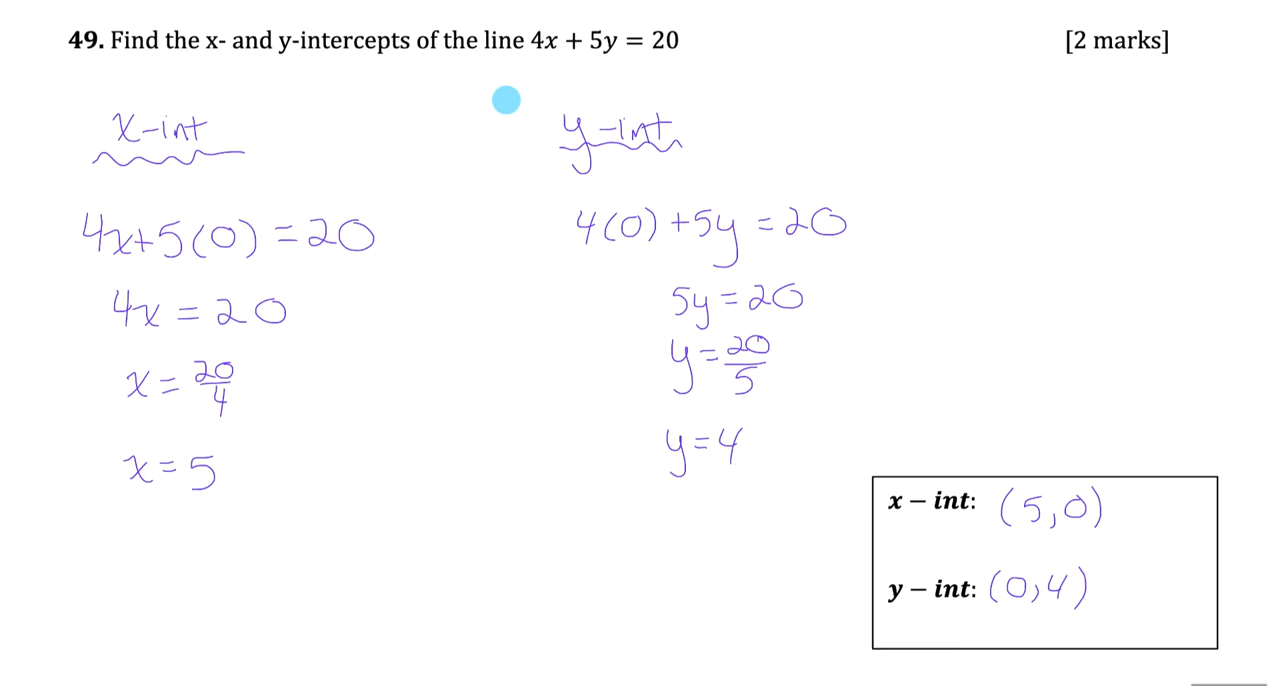 49. Find the x- and y-intercepts of the line 4x + 5y = 20 [2 marks]
x-int
4x+5(0) = 20
4x = 20
x = 20/4
x = 5
y-int
4(0) + 5y = 20
5y = 20
y = 20/5
y = 4
x – int: (5,0)
y – int: (0,4)